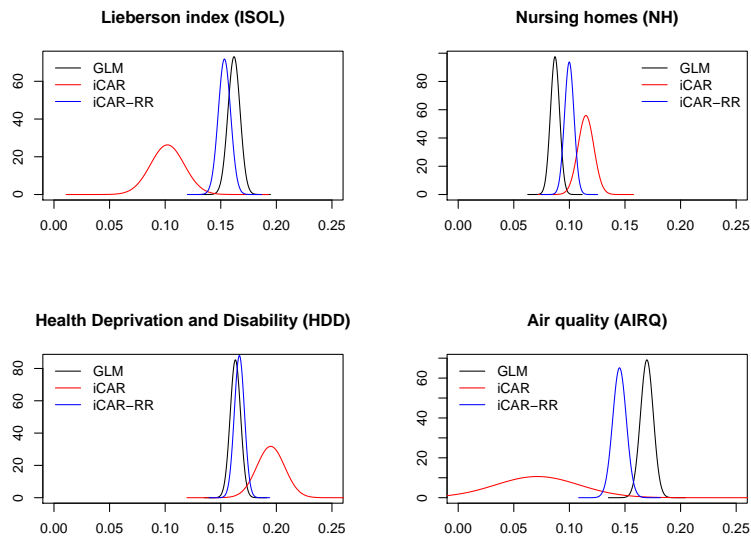 Lieberson index (ISOL)
GLM
iCAR
iCAR−RR
0 20 40 60
0.00 0.05 0.10 0.15 0.20 0.25
Nursing homes (NH)
GLM
iCAR
iCAR−RR
0 20 40 60 80
0.00 0.05 0.10 0.15 0.20 0.25
Health Deprivation and Disability (HDD)
GLM
iCAR
iCAR−RR
0 20 40 60 80
0.00 0.05 0.10 0.15 0.20 0.25
Air quality (AIRQ)
GLM
iCAR
iCAR−RR
0 20 40 60
0.00 0.05 0.10 0.15 0.20 0.25